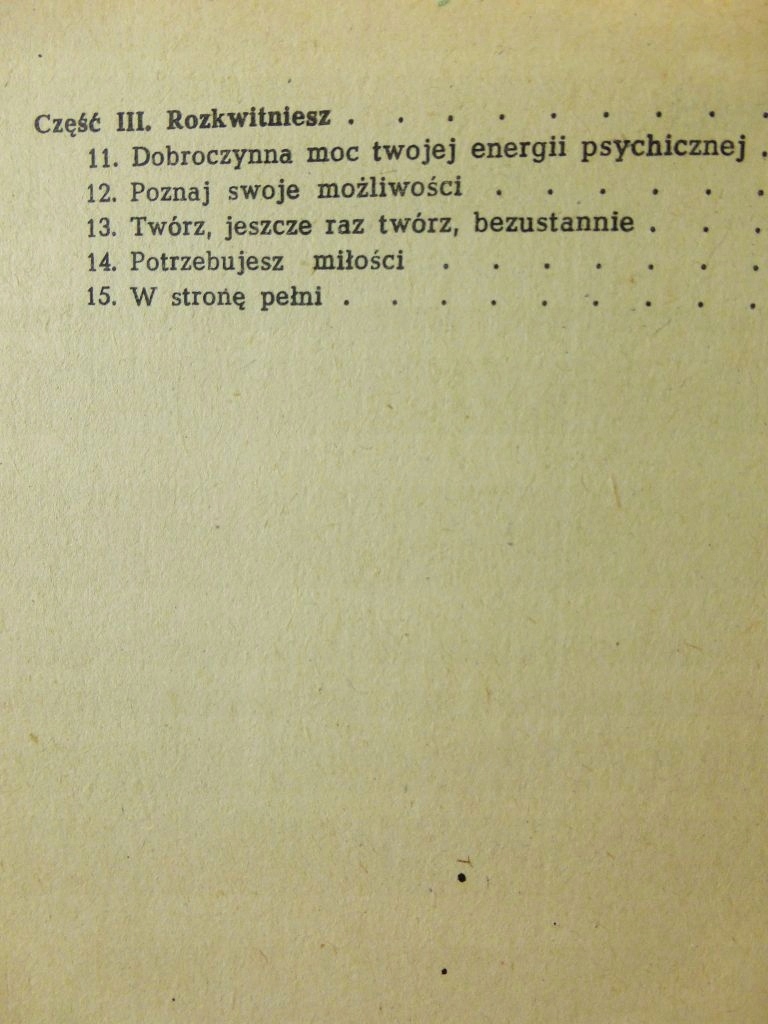 Część III. Rozkwitniesz . . . . . . . . .
11. Dobroczynna moc twojej energii psychicznej .
12. Poznaj swoje możliwości . . . . . .
13. Twórz, jeszcze raz twórz, bezustannie . . .
14. Potrzebujesz miłości . . . . . . .
15. W stronę pełni . . . . . . . . .